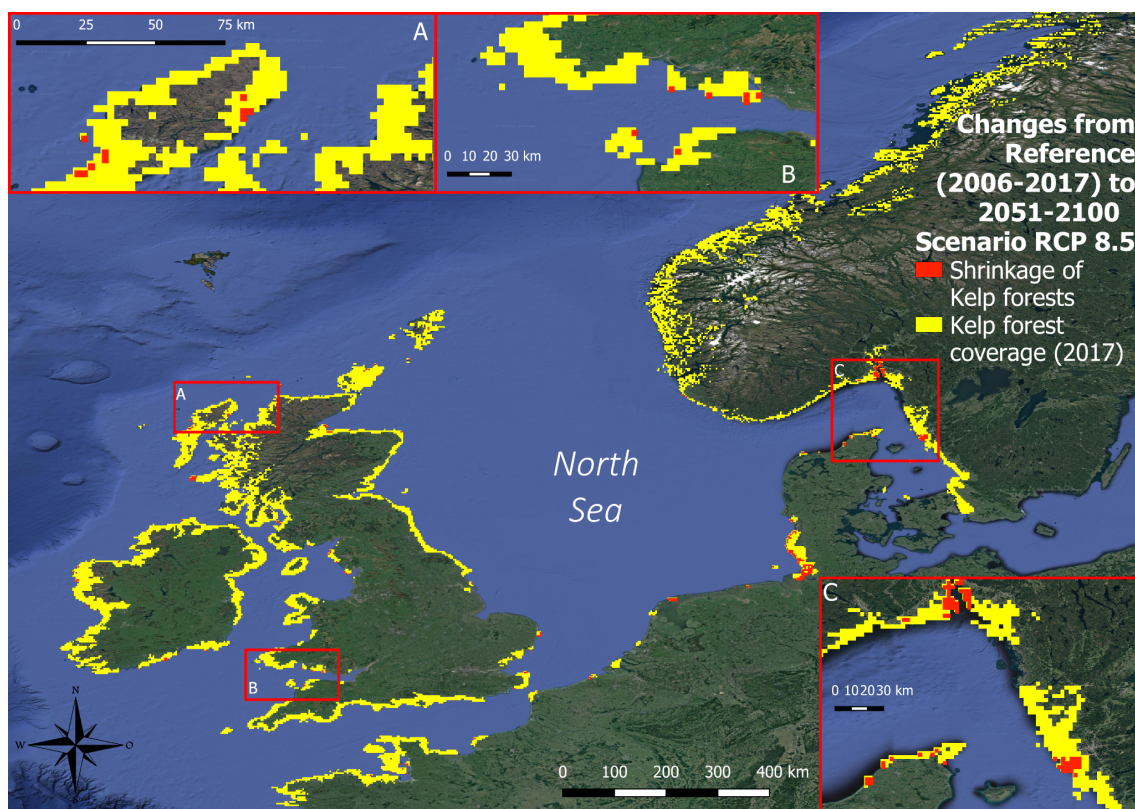 0 25 50 75 km
A
B
0 10 20 30 km
Changes from
Reference
(2006-2017) to
2051-2100
Scenario RCP 8.5
Shrinkage of
Kelp forests
Kelp forest
coverage (2017)
A
C
North
Sea
B
C
0 10 20 30 km
N
W O
S
0 100 200 300 400 km